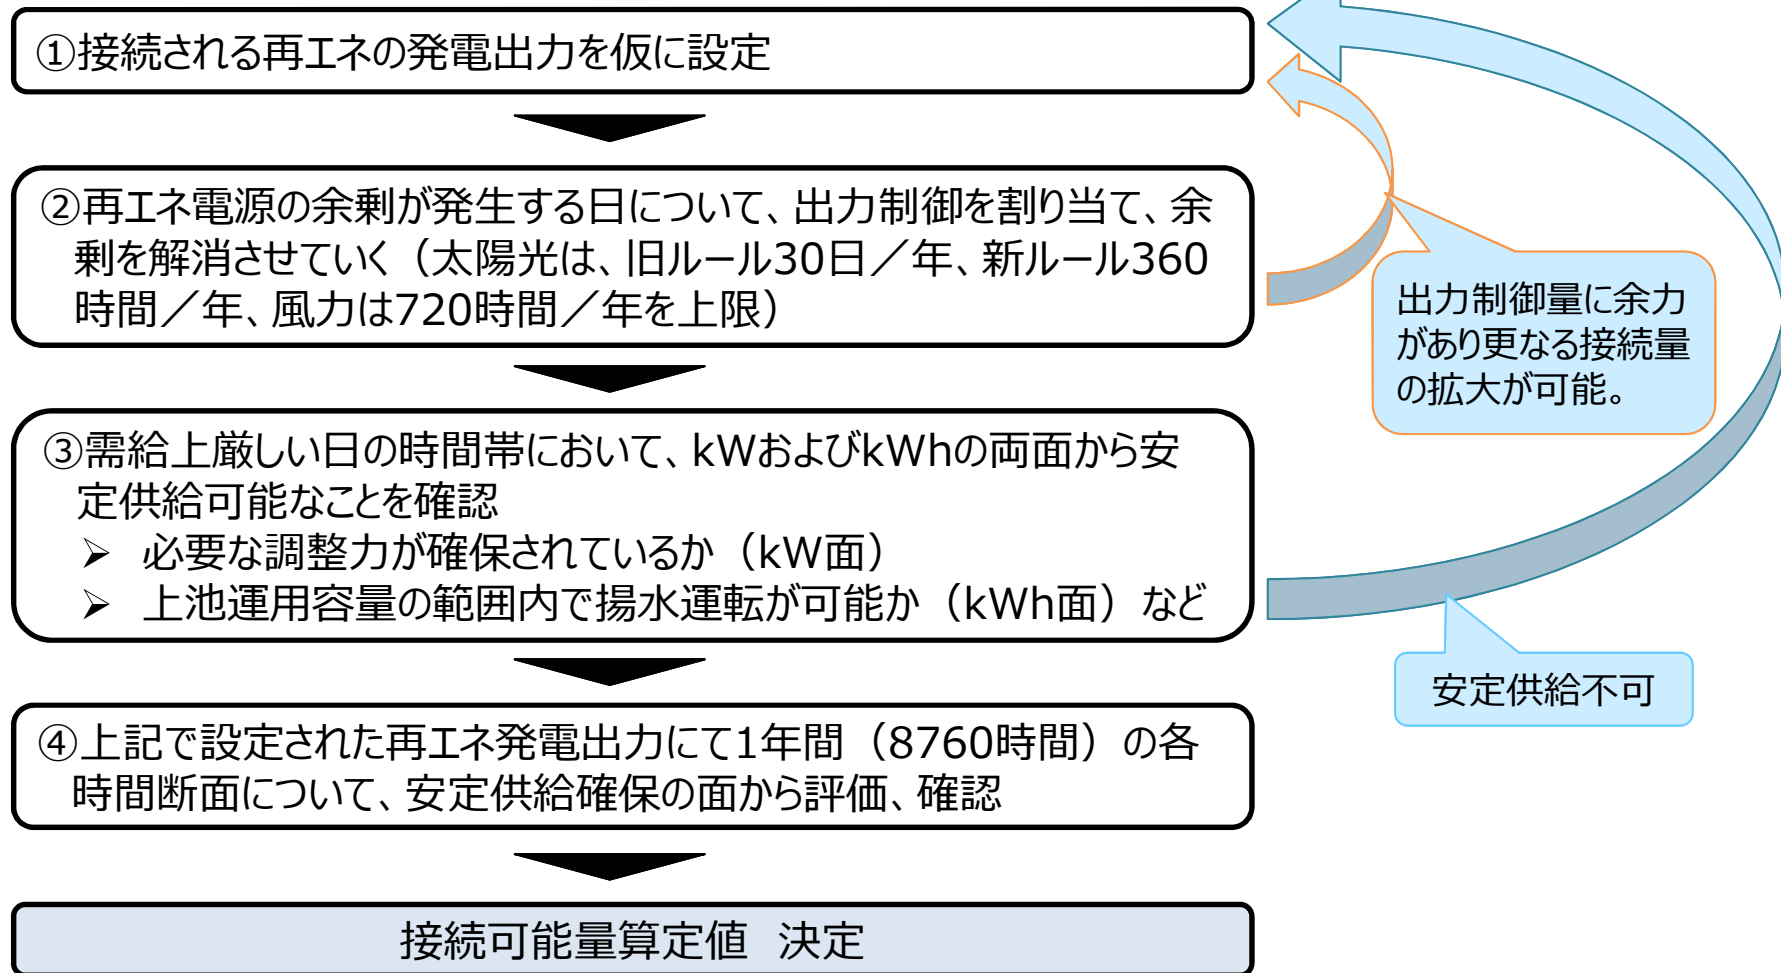 ①接続される再エネの発電出力を仮に設定
②再エネ電源の余剰が発生する日について、出力制御を割り当て、余
剰を解消させていく（太陽光は、旧ルール30日／年、新ルール360
時間／年、風力は720時間／年を上限）
出力制御量に余力
があり更なる接続量
の拡大が可能。
③需給上厳しい日の時間帯において、kWおよびkWhの両面から安
定供給可能なことを確認
➢ 必要な調整力が確保されているか（kW面）
➢ 上池運用容量の範囲内で揚水運転が可能か（kWh面）など
安定供給不可
④上記で設定された再エネ発電出力にて1年間（8760時間）の各
時間断面について、安定供給確保の面から評価、確認
接続可能量算定値　決定